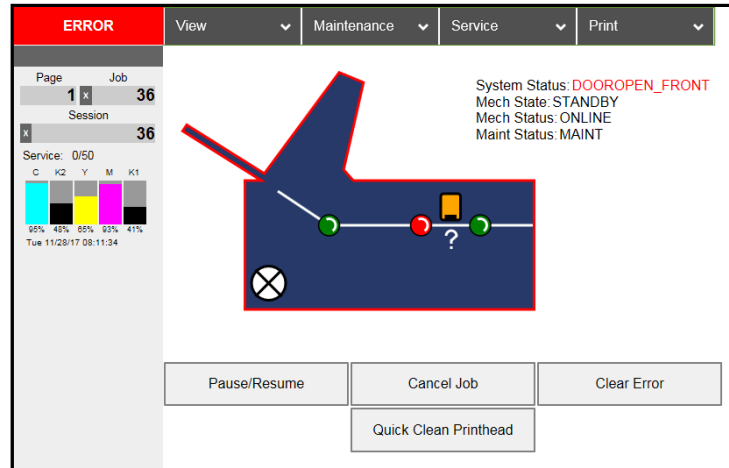 ERROR View Maintenance Service Print
Page Job
1 x 36
Session
x 36
Service: 0/50
C K2 Y M K1
95% 48% 65% 93% 41%
Tue 11/28/17 08:11:34
System Status: DOOROPEN_FRONT
Mech State: STANDBY
Mech Status: ONLINE
Maint Status: MAINT
?
Pause/Resume Cancel Job Clear Error
Quick Clean Printhead